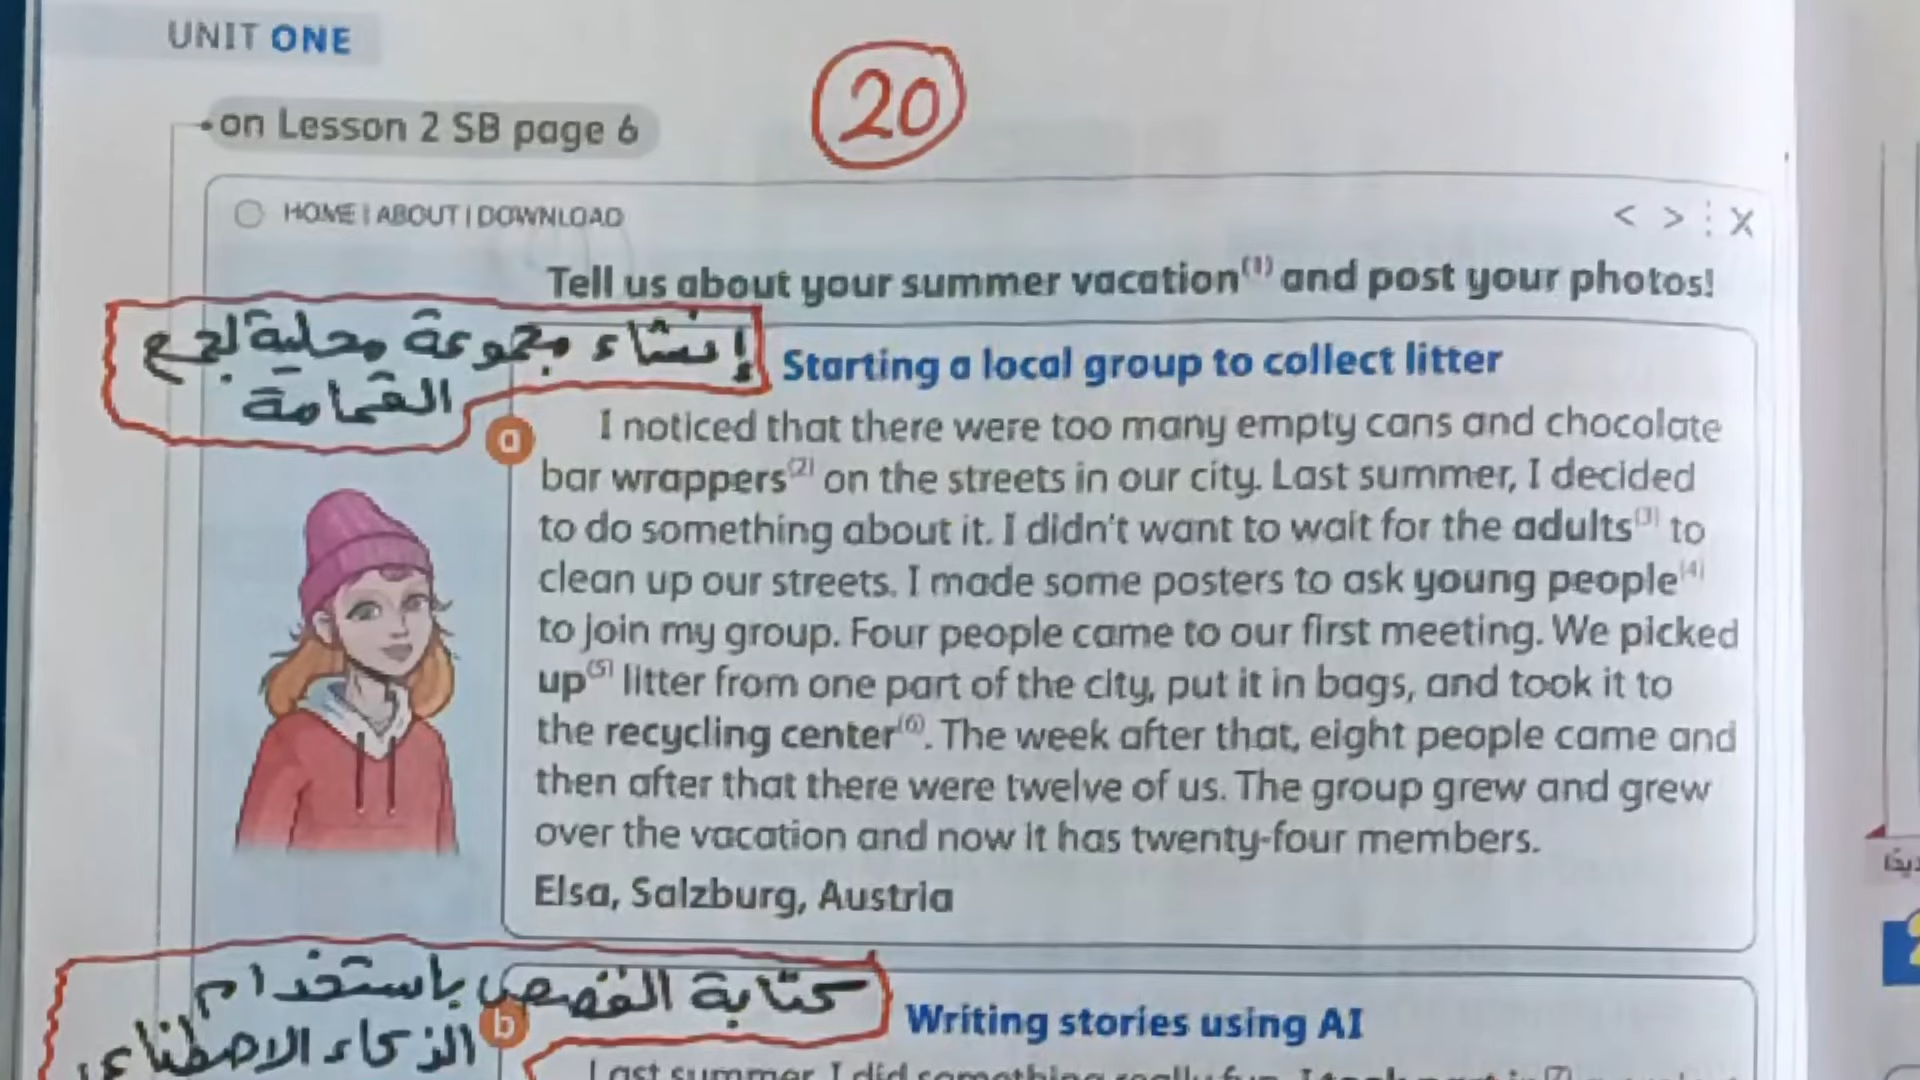 UNIT ONE
20
on Lesson 2 SB page 6
HOME | ABOUT | DOWNLOAD
Tell us about your summer vacation(1) and post your photos!
إنشاء مجموعة محلية لجمع
القمامة
Starting a local group to collect litter
a
I noticed that there were too many empty cans and chocolate
bar wrappers(2) on the streets in our city. Last summer, I decided
to do something about it. I didn't want to wait for the adults(3) to
clean up our streets. I made some posters to ask young people(4)
to join my group. Four people came to our first meeting. We picked
up(5) litter from one part of the city, put it in bags, and took it to
the recycling center(6). The week after that, eight people came and
then after that there were twelve of us. The group grew and grew
over the vacation and now it has twenty-four members.
Elsa, Salzburg, Austria
كتابة القصص باستخدام
الذكاء الاصطناعي
b
Writing stories using AI
Last summer, I did something really fun. I took part in(7)